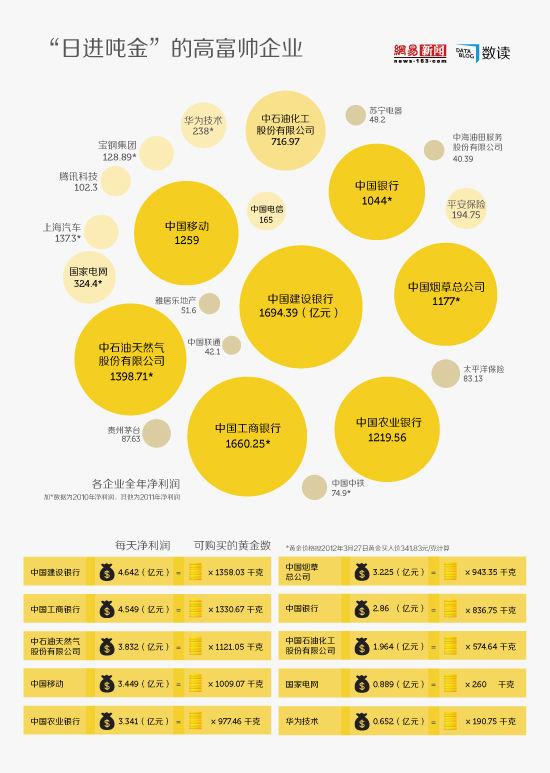 “日进吨金”的高富帅企业
網易新闻
news·163·com
DATA
BLOG
数读
苏宁电器
48.2
中石油化工
股份有限公司
716.97
华为技术
238*
宝钢集团
128.89*
中海油田服务
股份有限公司
40.39
腾讯科技
102.3
中国银行
1044*
中国移动
1259
中国电信
165
平安保险
194.75
上海汽车
137.3*
国家电网
324.4*
中国烟草总公司
1177*
雅居乐地产
51.6
中国建设银行
1694.39（亿元）
中国联通
42.1
中石油天然气
股份有限公司
1398.71*
太平洋保险
83.13
贵州茅台
87.63
中国工商银行
1660.25*
中国农业银行
1219.56
中国中铁
74.9*
各企业全年净利润
加*数据为2010年净利润，其他为2011年净利润
每天净利润 可购买的黄金数
*黄金价格按2012年3月27日黄金买入价341.83元/克计算
中国建设银行 $ 4.642（亿元） = ×1358.03 千克
中国工商银行 $ 4.549（亿元） = ×1330.67 千克
中石油天然气
股份有限公司 $ 3.832（亿元） = ×1121.05 千克
中国移动 $ 3.449（亿元） = ×1009.07 千克
中国农业银行 $ 3.341（亿元） = ×977.46 千克
中国烟草
总公司 $ 3.225（亿元） = ×943.35 千克
中国银行 $ 2.86（亿元） = ×836.75 千克
中国石油化工
股份有限公司 $ 1.964（亿元） = ×574.64 千克
国家电网 $ 0.889（亿元） = ×260 千克
华为技术 $ 0.652（亿元） = ×190.75 千克